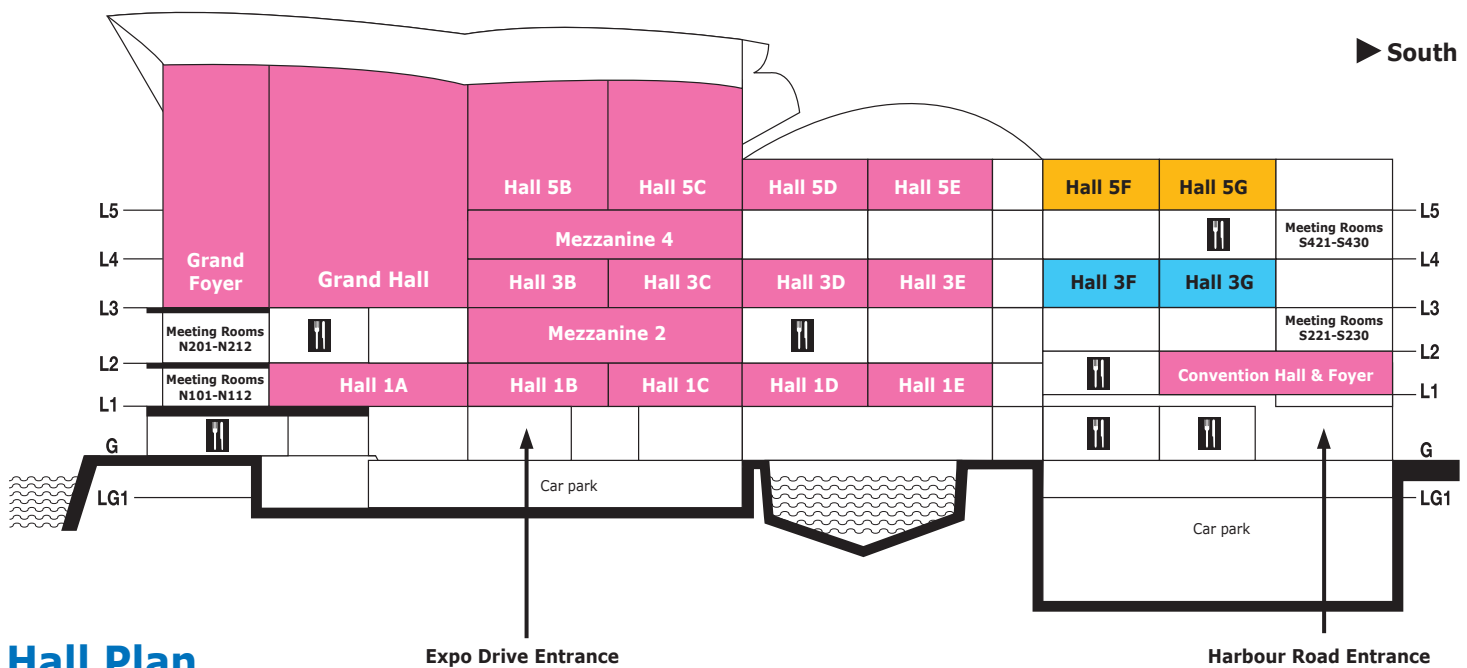 ▶ South
Hall 5B
Hall 5C
Hall 5D
Hall 5E
Hall 5F
Hall 5G
L5
L5
Mezzanine 4
Meeting Rooms
S421-S430
L4
L4
Grand
Foyer
Grand Hall
Hall 3B
Hall 3C
Hall 3D
Hall 3E
Hall 3F
Hall 3G
L3
L3
Meeting Rooms
N201-N212
Mezzanine 2
Meeting Rooms
S221-S230
L2
L2
Meeting Rooms
N101-N112
Hall 1A
Hall 1B
Hall 1C
Hall 1D
Hall 1E
Convention Hall & Foyer
L1
L1
G
G
LG1
Car park
LG1
Car park
Hall Plan
Expo Drive Entrance
Harbour Road Entrance